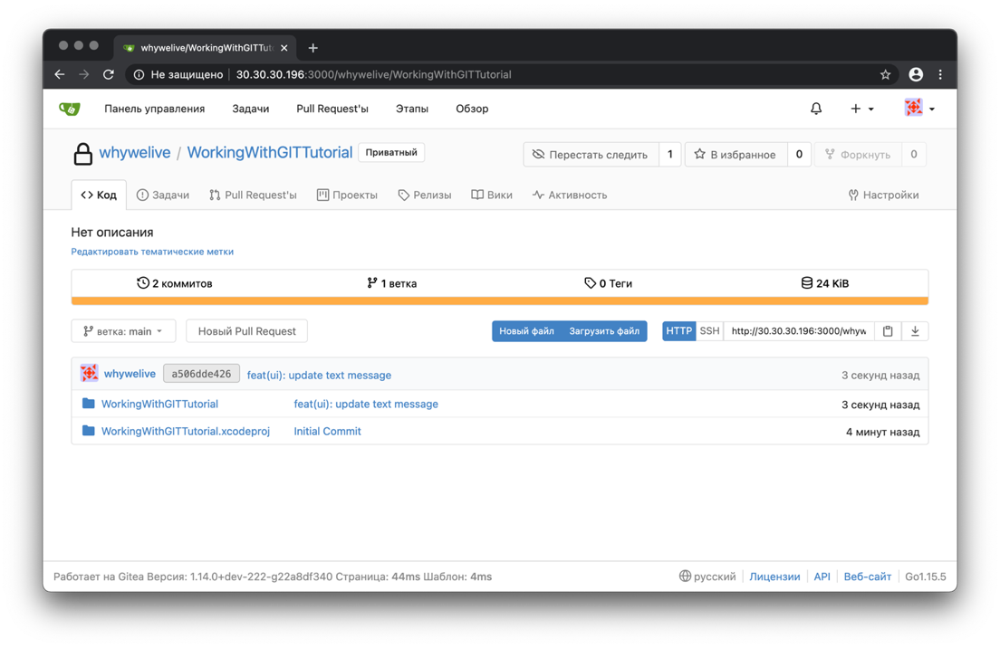 whywelive/WorkingWithGITTut
Не защищено 30.30.30.196:3000/whywelive/WorkingWithGITTutorial
Панель управления Задачи Pull Request'ы Этапы Обзор
whywelive / WorkingWithGITTutorial Приватный Перестать следить 1 В избранное 0 Форкнуть 0
Код Задачи Pull Request'ы Проекты Релизы Вики Активность Настройки
Нет описания
Редактировать тематические метки
2 коммитов 1 ветка 0 Теги 24 KiB
ветка: main Новый Pull Request Новый файл Загрузить файл HTTP SSH http://30.30.30.196:3000/whyw
whywelive a506dde426 feat(ui): update text message 3 секунд назад
WorkingWithGITTutorial feat(ui): update text message 3 секунд назад
WorkingWithGITTutorial.xcodeproj Initial Commit 4 минут назад
Работает на Gitea Версия: 1.14.0+dev-222-g22a8df340 Страница: 44ms Шаблон: 4ms русский Лицензии API Веб-сайт Go1.15.5